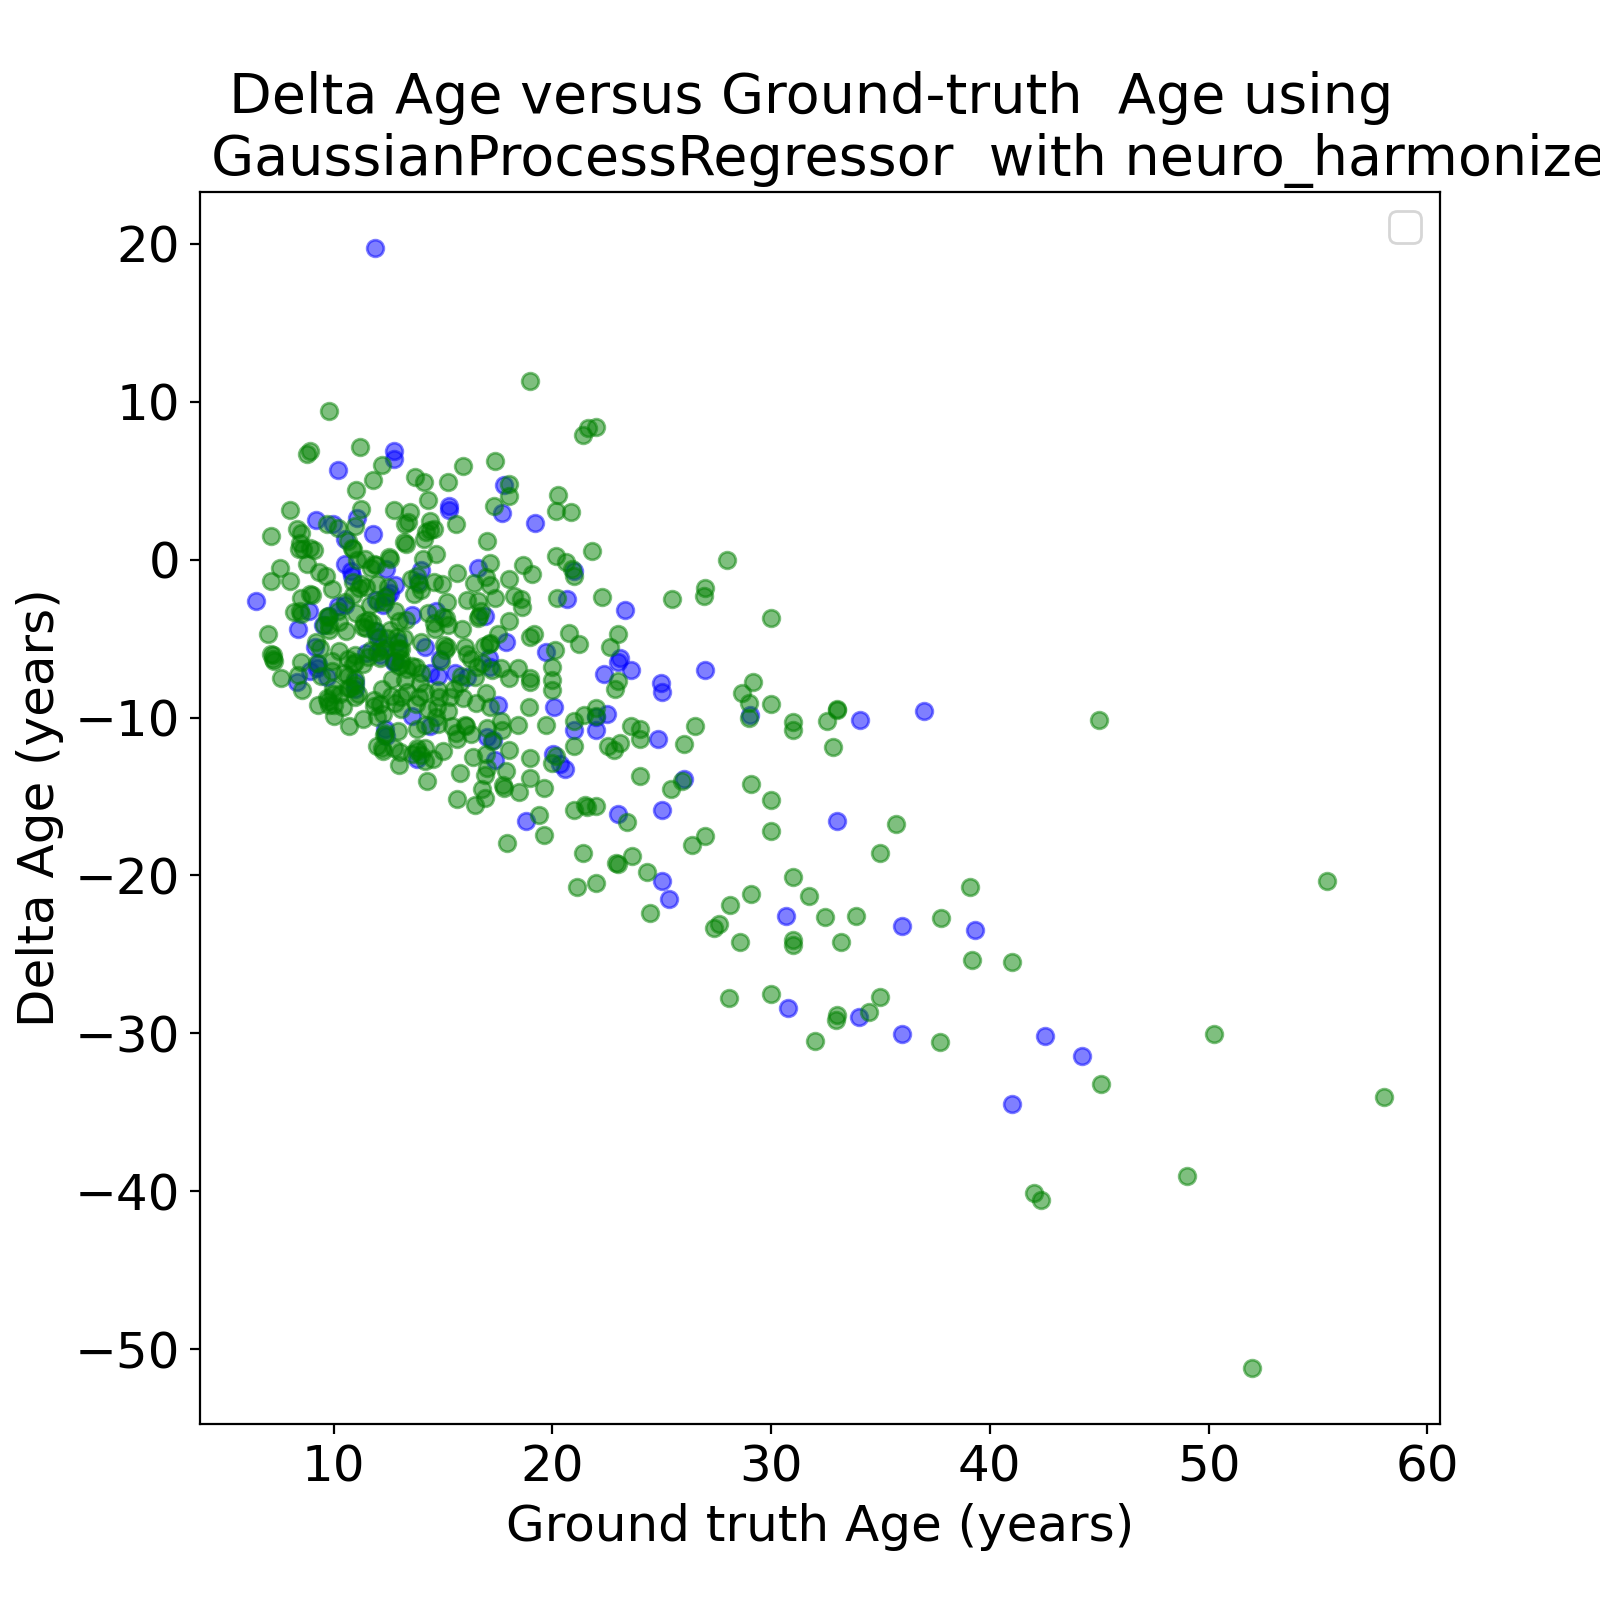 Delta Age versus Ground-truth  Age using
GaussianProcessRegressor  with neuro_harmonize
20
10
0
−10
−20
−30
−40
−50
Delta Age (years)
10 20 30 40 50 60
Ground truth Age (years)